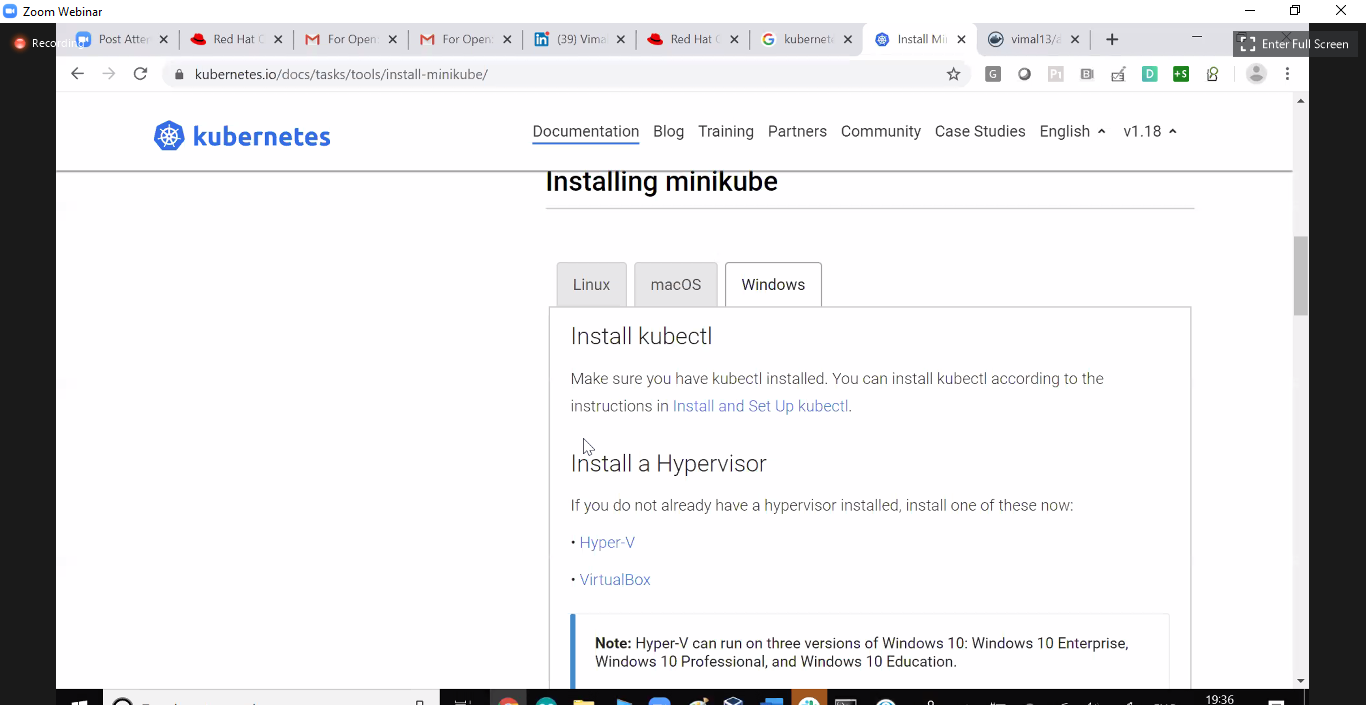 Zoom Webinar
Recording
Post Atter
Red Hat C
For Open
For Open
(39) Vima
Red Hat C
kubernete
Install Mi
vimal13/a
Enter Full Screen
kubernetes.io/docs/tasks/tools/install-minikube/
kubernetes
Documentation Blog Training Partners Community Case Studies English v1.18
Installing minikube
Linux macOS Windows
Install kubectl
Make sure you have kubectl installed. You can install kubectl according to the
instructions in Install and Set Up kubectl.
Install a Hypervisor
If you do not already have a hypervisor installed, install one of these now:
• Hyper-V
• VirtualBox
Note: Hyper-V can run on three versions of Windows 10: Windows 10 Enterprise,
Windows 10 Professional, and Windows 10 Education.
19:36